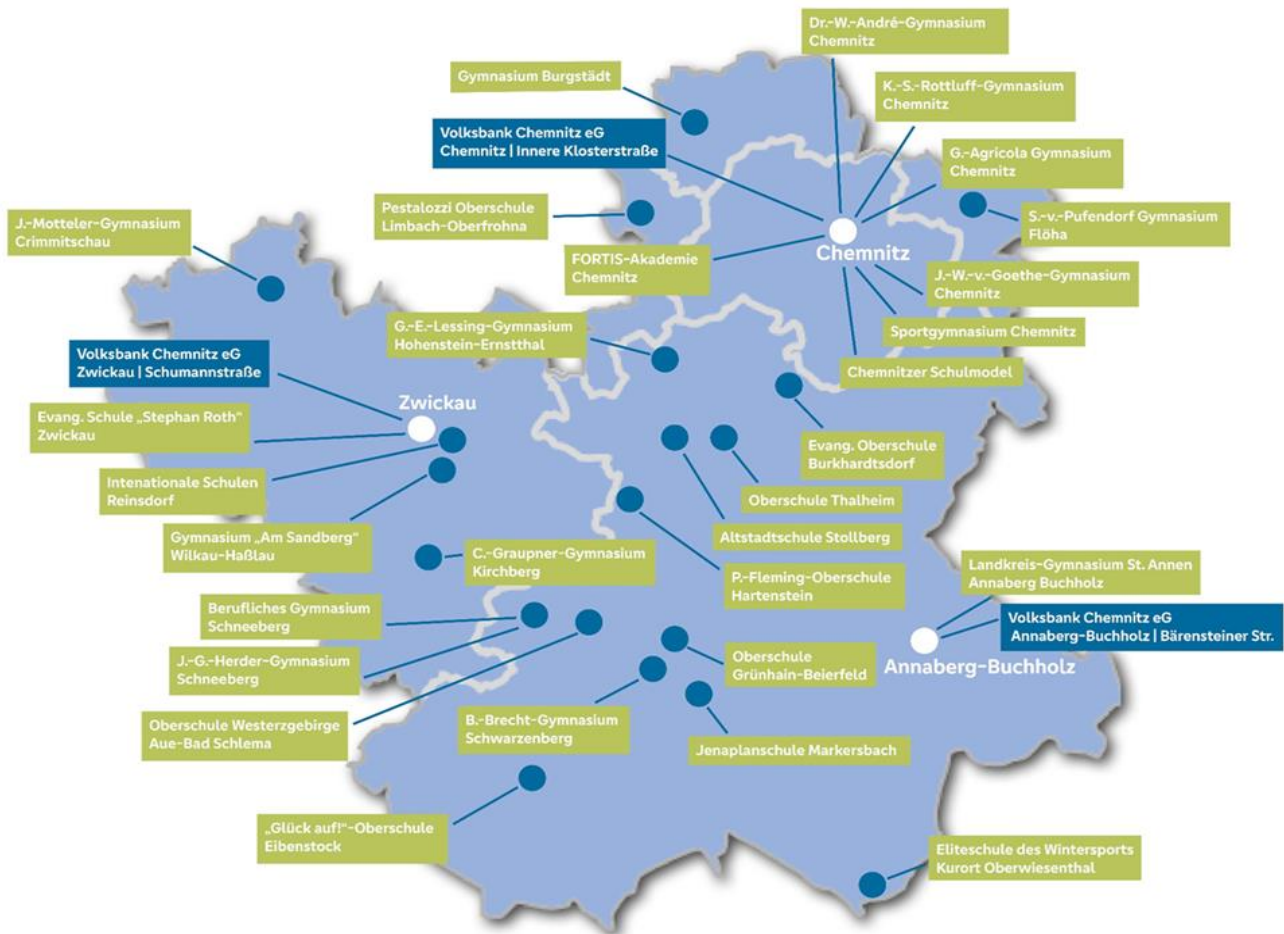 Dr.-W.-André-Gymnasium
Chemnitz
Gymnasium Burgstädt
K.-S.-Rottluff-Gymnasium
Chemnitz
Volksbank Chemnitz eG
Chemnitz | Innere Klosterstraße
G.-Agricola Gymnasium
Chemnitz
Pestalozzi Oberschule
Limbach-Oberfrohna
S.-v.-Pufendorf Gymnasium
Flöha
J.-Motteler-Gymnasium
Crimmitschau
FORTIS-Akademie
Chemnitz
Chemnitz
J.-W.-v.-Goethe-Gymnasium
Chemnitz
G.-E.-Lessing-Gymnasium
Hohenstein-Ernstthal
Sportgymnasium Chemnitz
Volksbank Chemnitz eG
Zwickau | Schumannstraße
Chemnitzer Schulmodel
Zwickau
Evang. Schule „Stephan Roth“
Zwickau
Evang. Oberschule
Burkhardtsdorf
Intenationale Schulen
Reinsdorf
Oberschule Thalheim
Gymnasium „Am Sandberg“
Wilkau-Haßlau
Altstadtschule Stollberg
C.-Graupner-Gymnasium
Kirchberg
P.-Fleming-Oberschule
Hartenstein
Landkreis-Gymnasium St. Annen
Annaberg Buchholz
Berufliches Gymnasium
Schneeberg
Volksbank Chemnitz eG
Annaberg-Buchholz | Bärensteiner Str.
J.-G.-Herder-Gymnasium
Schneeberg
Oberschule
Grünhain-Beierfeld
Annaberg-Buchholz
Oberschule Westerzgebirge
Aue-Bad Schlema
B.-Brecht-Gymnasium
Schwarzenberg
Jenaplanschule Markersbach
„Glück auf!“-Oberschule
Eibenstock
Eliteschule des Wintersports
Kurort Oberwiesenthal